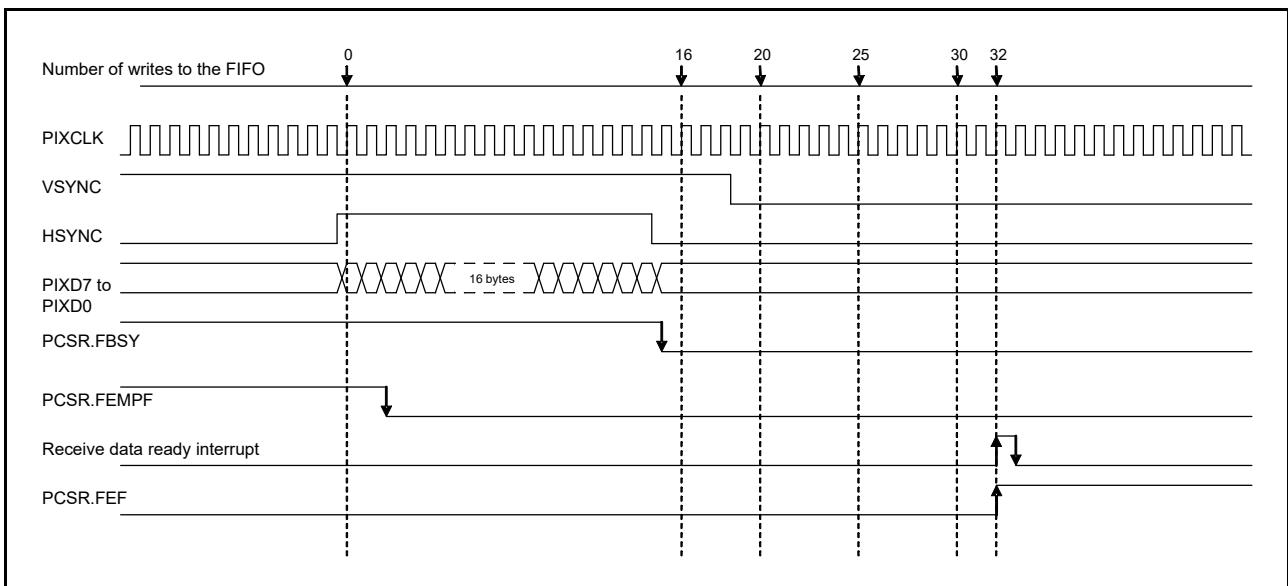 0 16 20 25 30 32
Number of writes to the FIFO
PIXCLK
VSYNC
HSYNC
PIXD7 to
PIXD0
16 bytes
PCSR.FBSY
PCSR.FEMPF
Receive data ready interrupt
PCSR.FEF